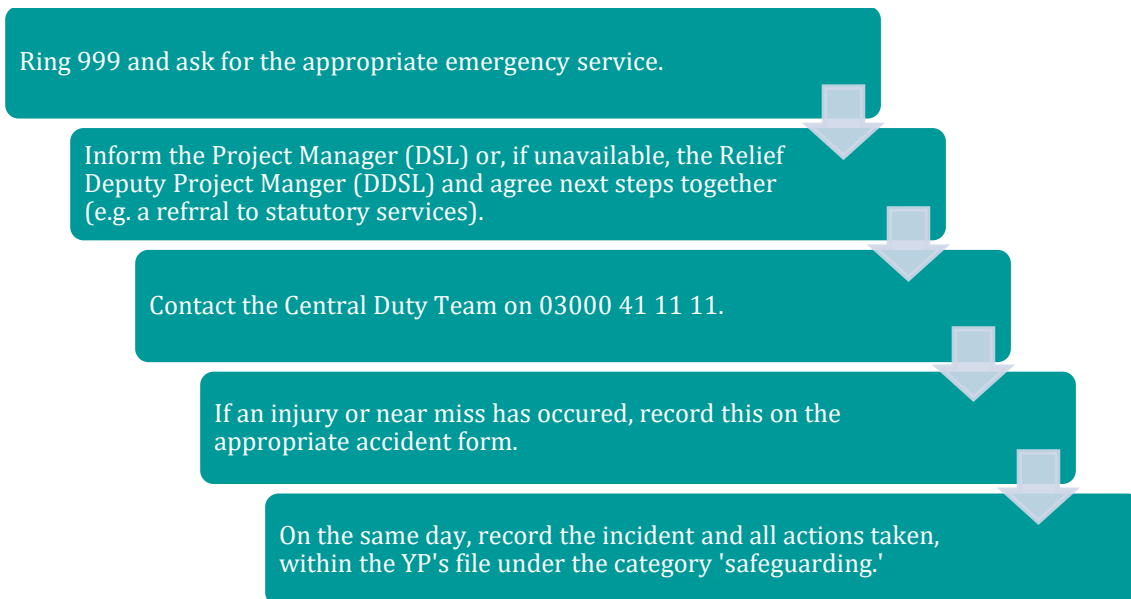 Ring 999 and ask for the appropriate emergency service.
Inform the Project Manager (DSL) or, if unavailable, the Relief
Deputy Project Manger (DDSL) and agree next steps together
(e.g. a refrral to statutory services).
Contact the Central Duty Team on 03000 41 11 11.
If an injury or near miss has occured, record this on the
appropriate accident form.
On the same day, record the incident and all actions taken,
within the YP's file under the category 'safeguarding.'